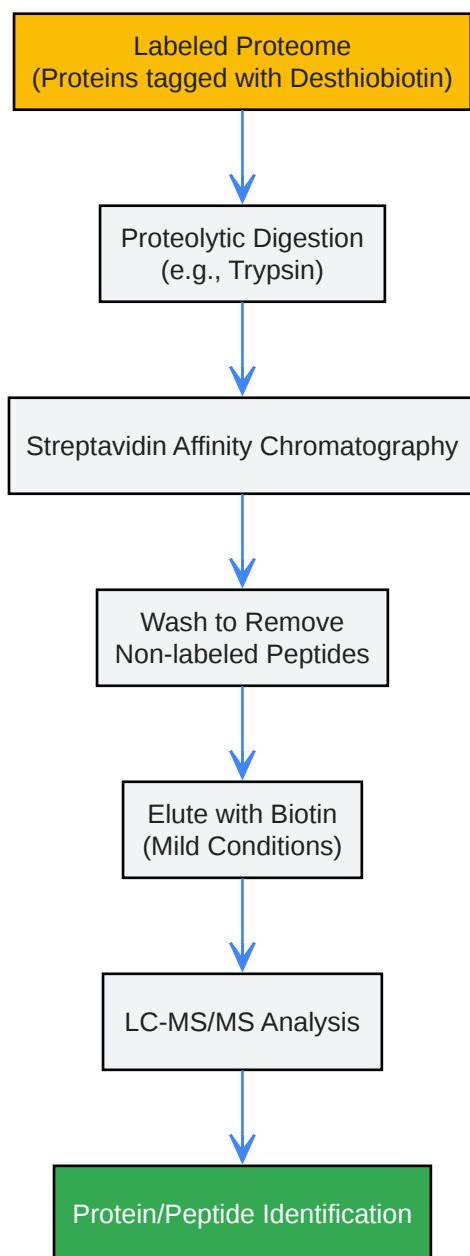 Labeled Proteome
(Proteins tagged with Desthiobiotin)
Proteolytic Digestion
(e.g., Trypsin)
Streptavidin Affinity Chromatography
Wash to Remove
Non-labeled Peptides
Elute with Biotin
(Mild Conditions)
LC-MS/MS Analysis
Protein/Peptide Identification